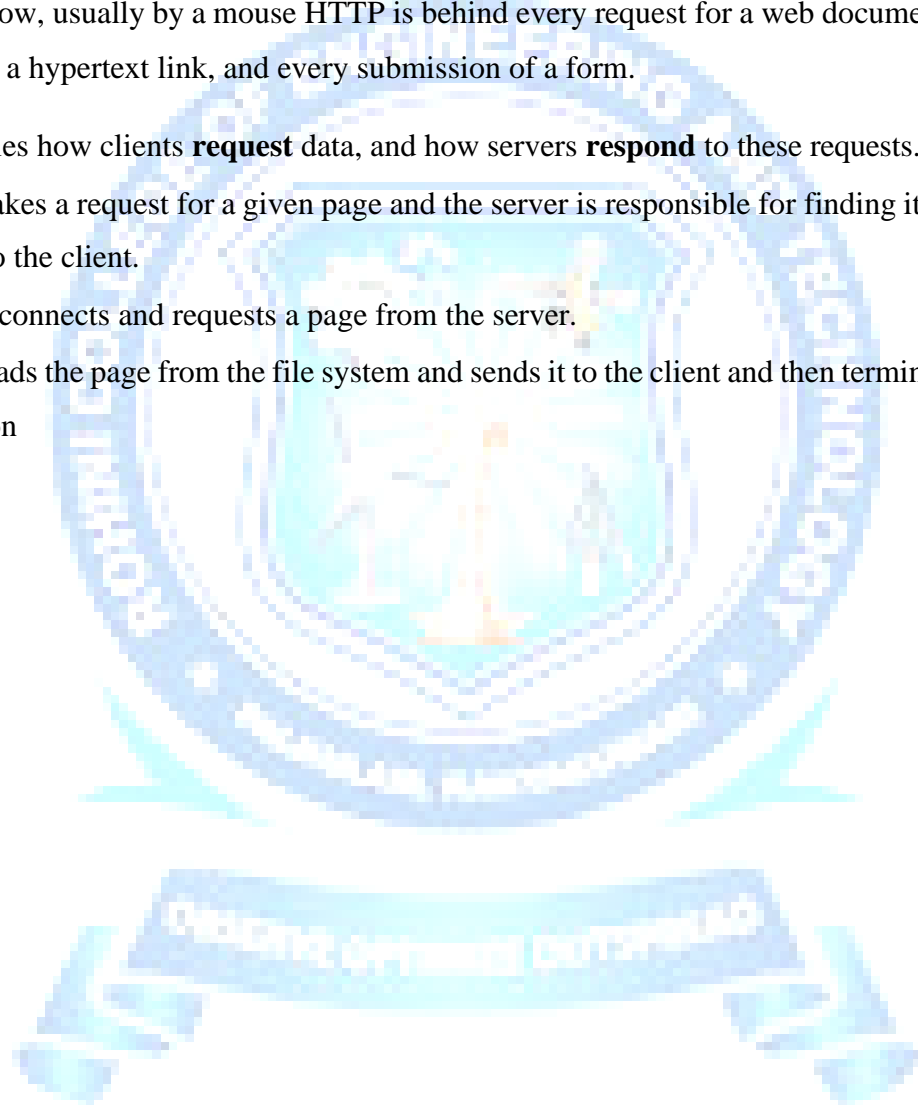 ow, usually by a mouse HTTP is behind every request for a web docume
a hypertext link, and every submission of a form.
es how clients request data, and how servers respond to these requests.
akes a request for a given page and the server is responsible for finding it
o the client.
connects and requests a page from the server.
ads the page from the file system and sends it to the client and then termin
on